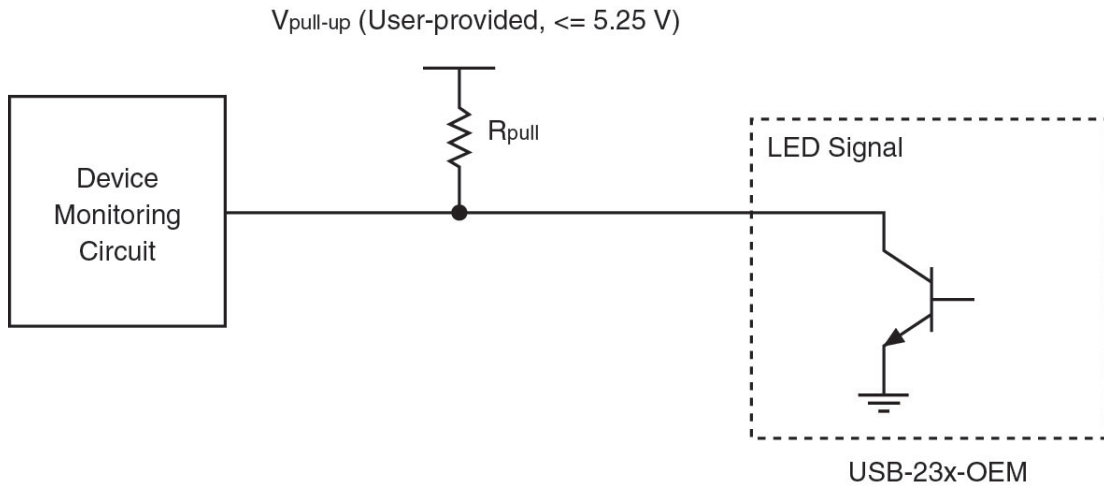 Vpull-up (User-provided, <= 5.25 V)
Rpull
LED Signal
Device
Monitoring
Circuit
USB-23x-OEM